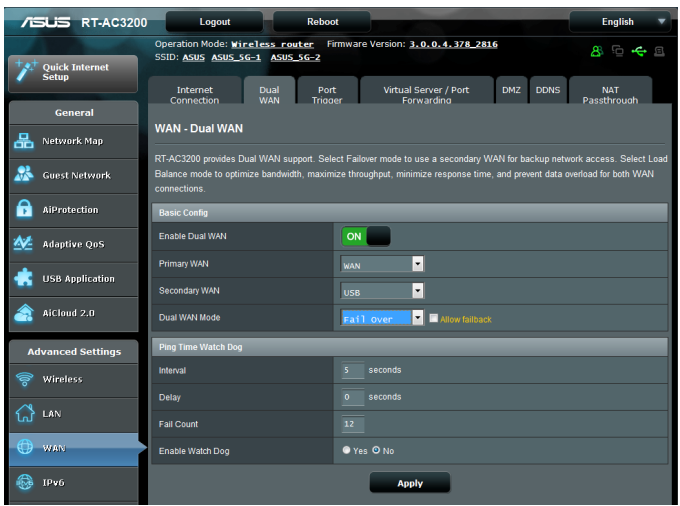 ASUS RT-AC3200 Logout Reboot English
Operation Mode: Wireless router Firmware Version: 3.0.0.4.378_2816
SSID: ASUS ASUS_5G-1 ASUS_5G-2
Quick Internet
Setup
General
Network Map
Guest Network
AiProtection
Adaptive QoS
USB Application
AiCloud 2.0
Advanced Settings
Wireless
LAN
WAN
IPv6
Internet
Connection
Dual
WAN
Port
Trigger
Virtual Server / Port
Forwarding
DMZ
DDNS
NAT
Passthrough
WAN - Dual WAN
RT-AC3200 provides Dual WAN support. Select Failover mode to use a secondary WAN for backup network access. Select Load
Balance mode to optimize bandwidth, maximize throughput, minimize response time, and prevent data overload for both WAN
connections.
Basic Config
Enable Dual WAN ON
Primary WAN WAN
Secondary WAN USB
Dual WAN Mode Fail Over Allow failback
Ping Time Watch Dog
Interval 5 seconds
Delay 0 seconds
Fail Count 12
Enable Watch Dog Yes No
Apply